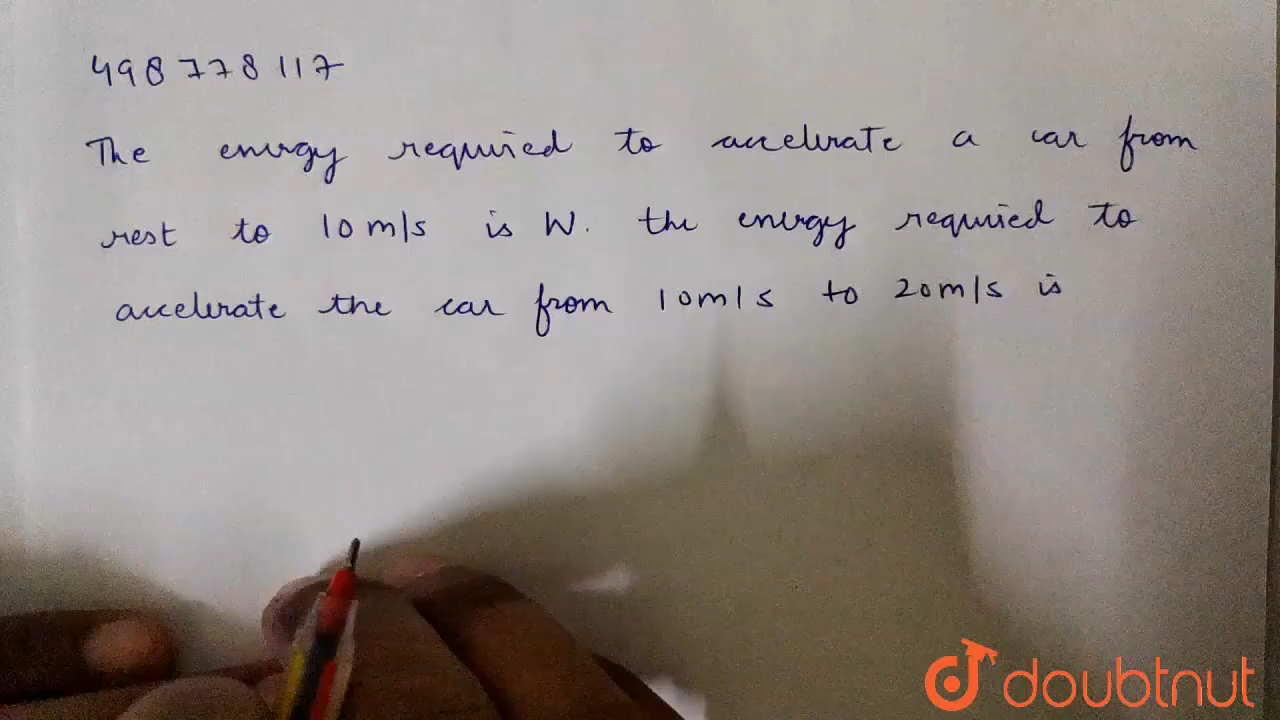 498778117
The energy required to accelerate a car from
rest to 10m/s is W. the energy required to
accelerate the car from 10m/s to 20m/s is
doubtnut